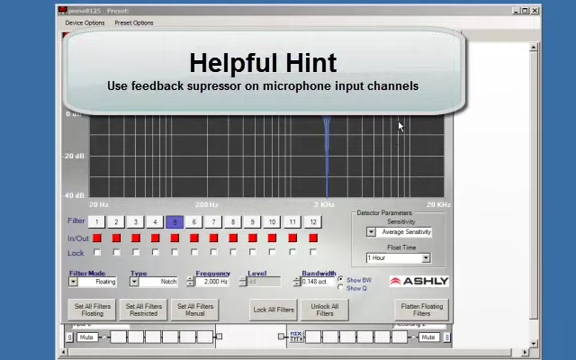 Preset:
Device Options Preset Options
Helpful Hint
Use feedback supressor on microphone input channels
-20 dB
-40 dB
20 Hz 200 Hz 2 KHz 20 KHz
Filter 1 2 3 4 5 6 7 8 9 10 11 12
In/Out
Lock
Detector Parameters
Sensitivity
Average Sensitivity
Float Time
1 Hour
Filter Mode Type Frequency Level Bandwidth
Floating Notch 2,000 Hz 0.148 oct.
Show BW
Show Q
ASHLY
Set All Filters Floating
Set All Filters Restricted
Set All Filters Manual
Lock All Filters
Unlock All Filters
Flatten Floating Filters
Mute Mute